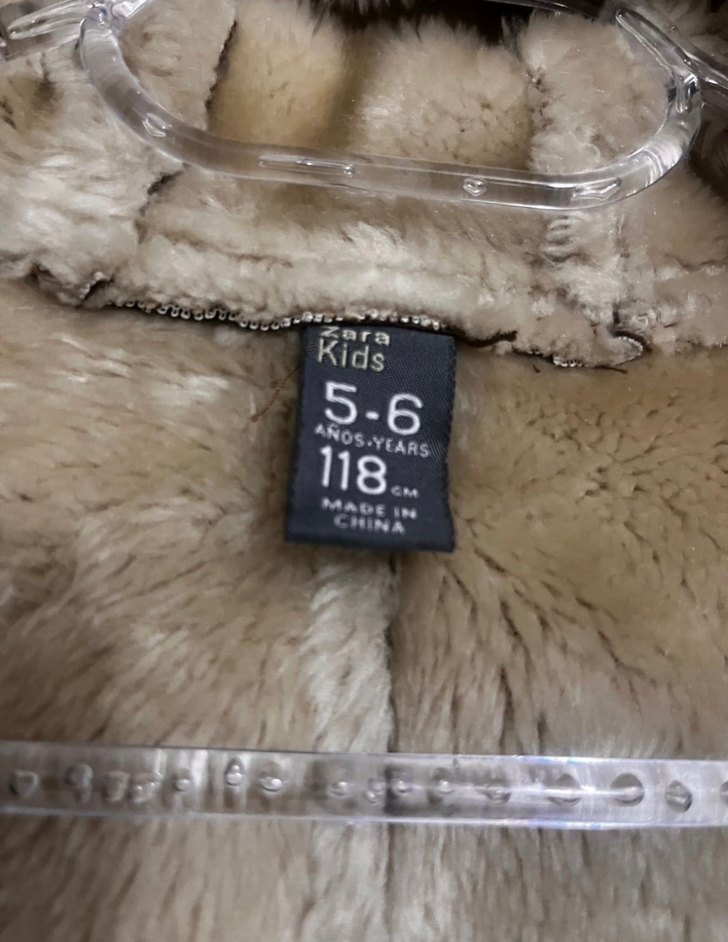 Zara
Kids
5-6
AÑOS-YEARS
118 CM
MADE IN
CHINA